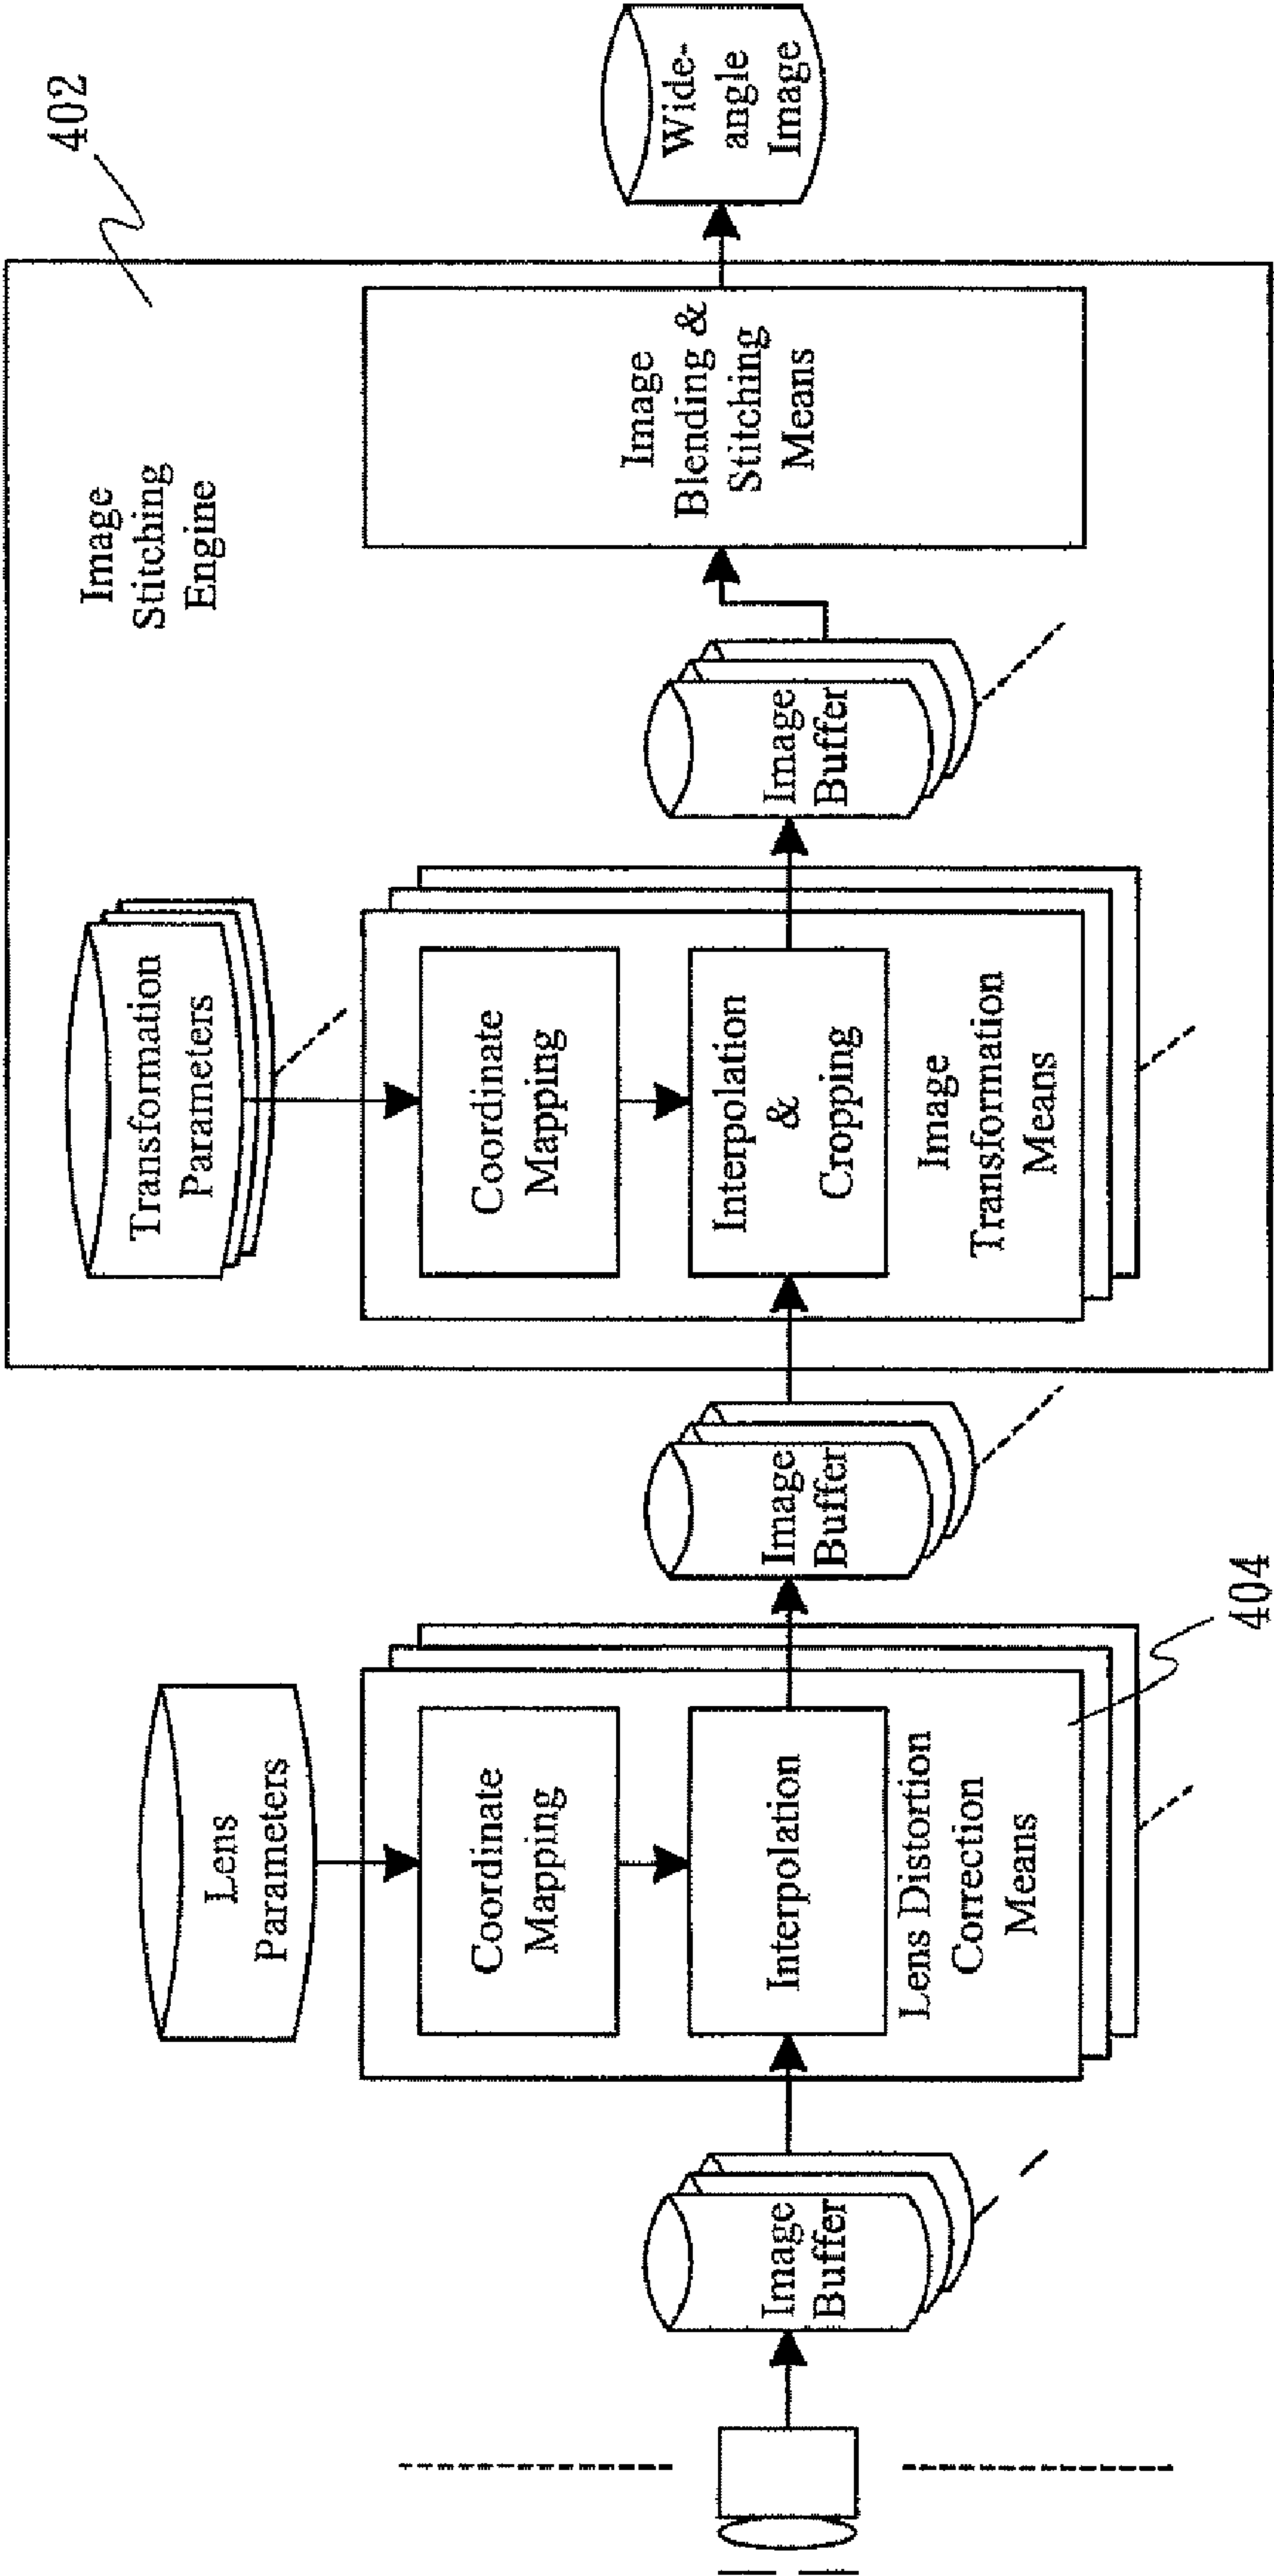 402
Image
Stitching
Engine
Lens
Parameters
Transformation
Parameters
Coordinate
Mapping
Coordinate
Mapping
Image
Buffer
Interpolation
Image
Buffer
Interpolation
&
Cropping
Image
Buffer
Image
Blending &
Stitching
Means
Wide-
angle
Image
Lens Distortion
Correction
Means
Image
Transformation
Means
404